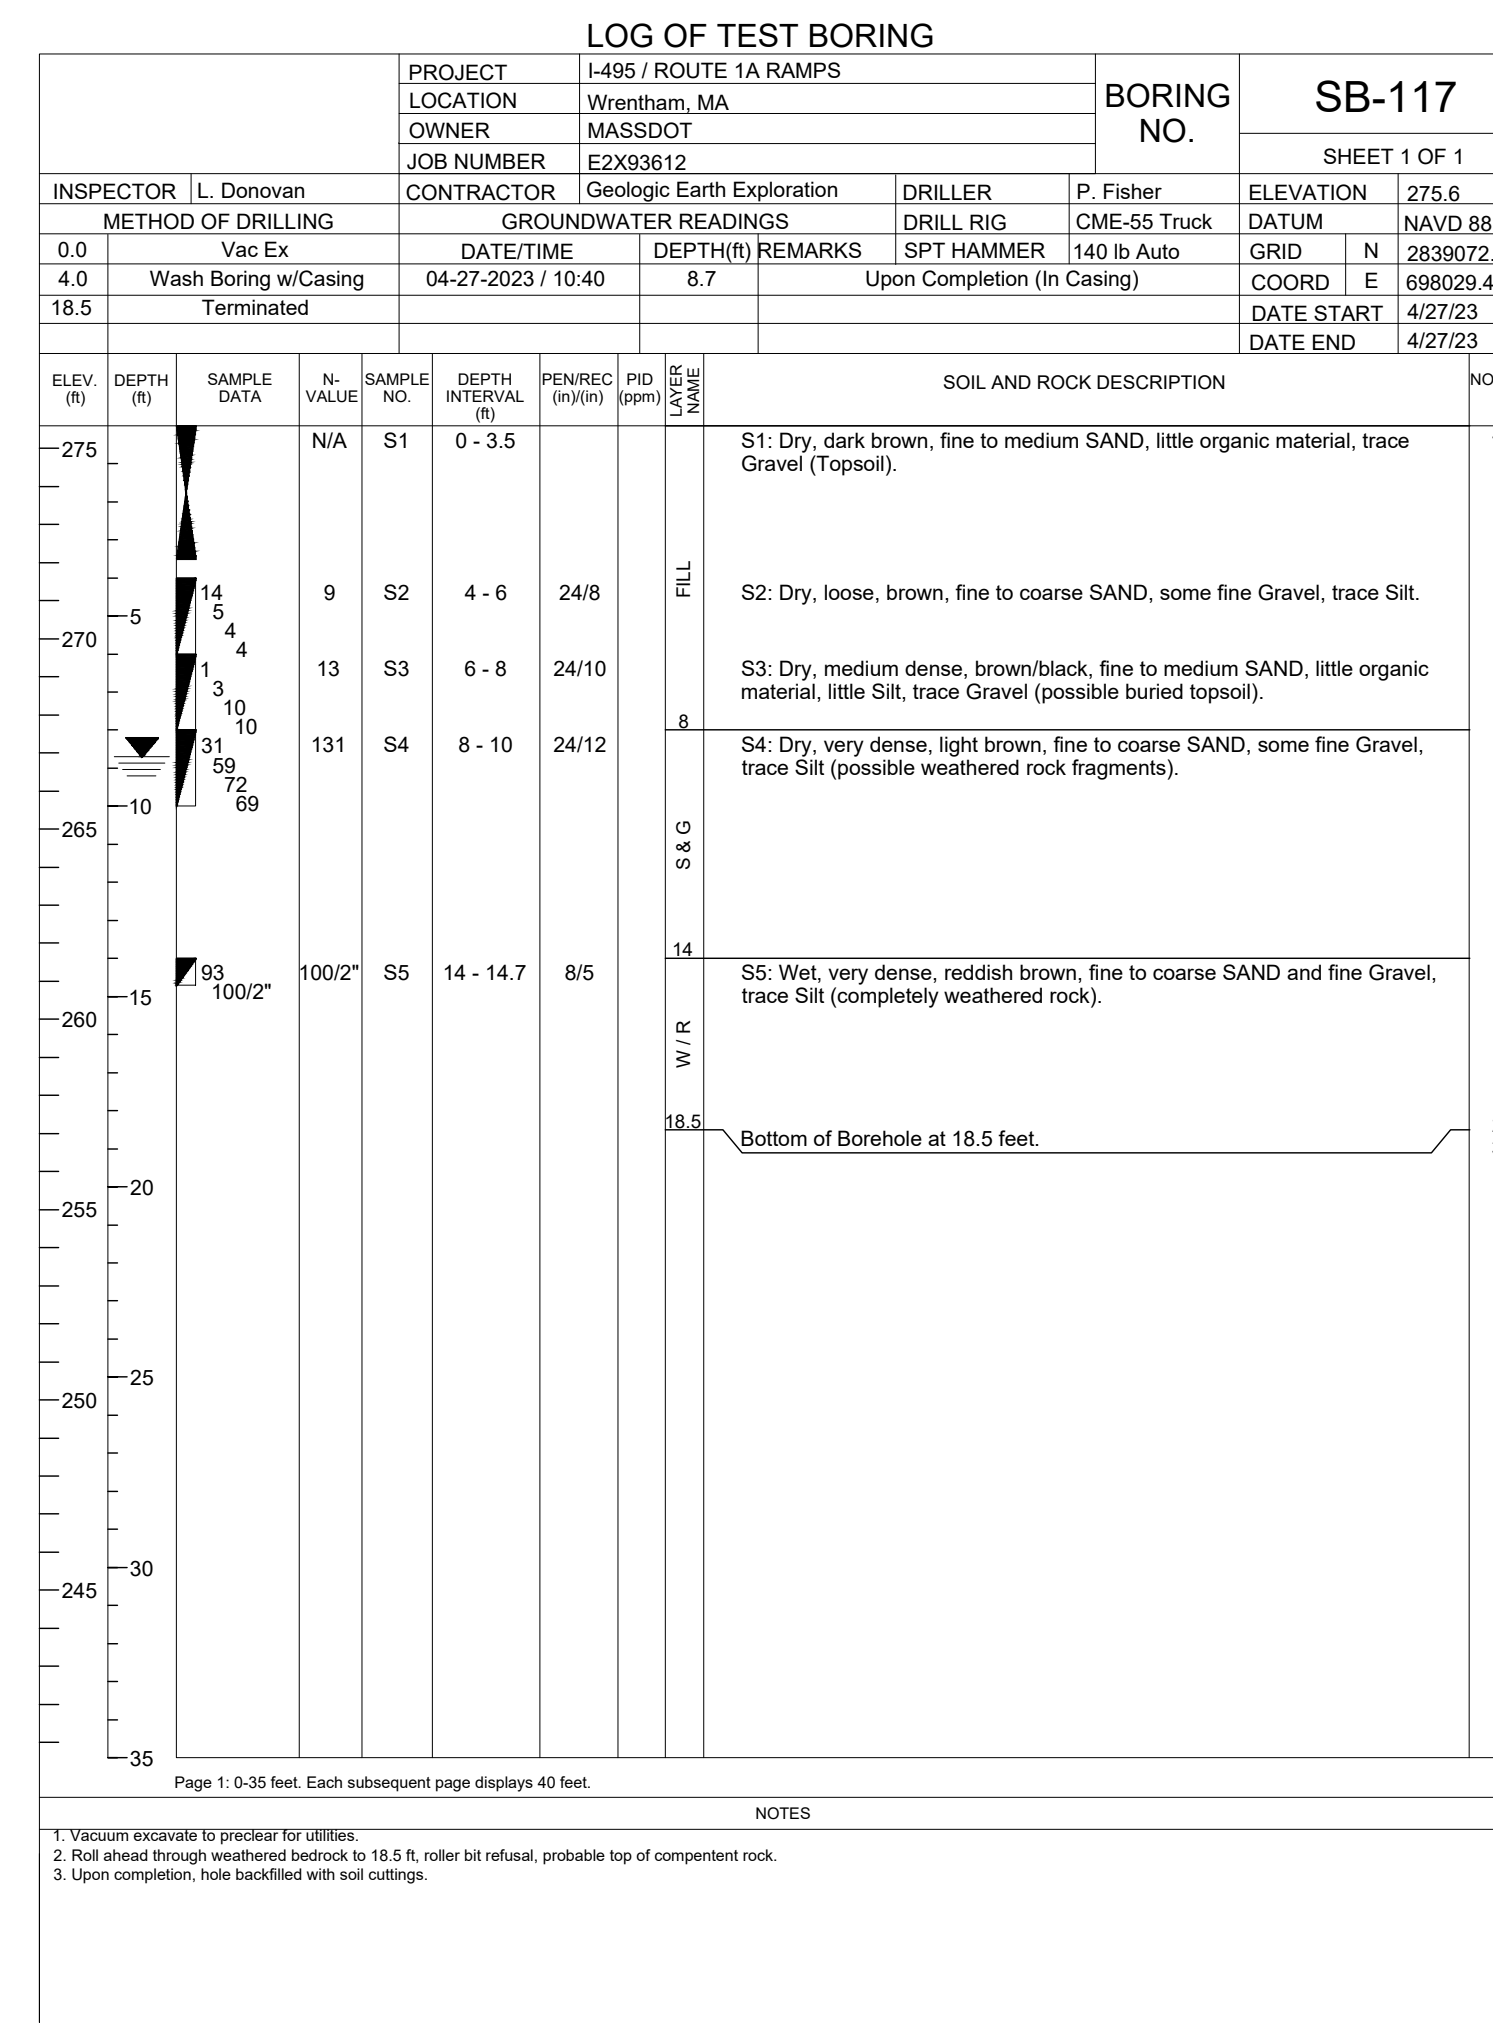 LOG OF TEST BORING
PROJECT I-495 / ROUTE 1A RAMPS
LOCATION Wrentham, MA
OWNER MASSDOT
JOB NUMBER E2X93612
BORING NO. SB-117
SHEET 1 OF 1
INSPECTOR L. Donovan CONTRACTOR Geologic Earth Exploration DRILLER P. Fisher ELEVATION 275.6
METHOD OF DRILLING GROUNDWATER READINGS DRILL RIG CME-55 Truck DATUM NAVD 88
0.0 Vac Ex DATE/TIME DEPTH(ft) REMARKS SPT HAMMER 140 lb Auto GRID N 2839072.
4.0 Wash Boring w/Casing 04-27-2023 / 10:40 8.7 Upon Completion (In Casing) COORD E 698029.4
18.5 Terminated DATE START 4/27/23
DATE END 4/27/23
ELEV. (ft) DEPTH (ft) SAMPLE DATA N-VALUE SAMPLE NO. DEPTH INTERVAL (ft) PEN/REC (in)/(in) PID (ppm) LAYER NAME SOIL AND ROCK DESCRIPTION NO
N/A S1 0 - 3.5 S1: Dry, dark brown, fine to medium SAND, little organic material, trace
275 Gravel (Topsoil).
FILL
14 9 S2 4 - 6 24/8 S2: Dry, loose, brown, fine to coarse SAND, some fine Gravel, trace Silt.
5 5
4
270 4
1 13 S3 6 - 8 24/10 S3: Dry, medium dense, brown/black, fine to medium SAND, little organic
3 material, little Silt, trace Gravel (possible buried topsoil).
10
10 8
31 131 S4 8 - 10 24/12 S4: Dry, very dense, light brown, fine to coarse SAND, some fine Gravel,
59 trace Silt (possible weathered rock fragments).
72
10 69
265
S & G
14
93 100/2" S5 14 - 14.7 8/5 S5: Wet, very dense, reddish brown, fine to coarse SAND and fine Gravel,
15 100/2" trace Silt (completely weathered rock).
260
W / R
18.5
Bottom of Borehole at 18.5 feet.
20
255
25
250
30
245
35
Page 1: 0-35 feet. Each subsequent page displays 40 feet.
NOTES
1. Vacuum excavate to preclear for utilities.
2. Roll ahead through weathered bedrock to 18.5 ft, roller bit refusal, probable top of compentent rock.
3. Upon completion, hole backfilled with soil cuttings.